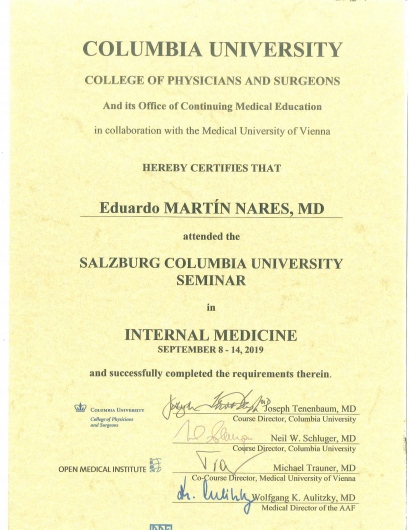 COLUMBIA UNIVERSITY
COLLEGE OF PHYSICIANS AND SURGEONS
And its Office of Continuing Medical Education
in collaboration with the Medical University of Vienna
HEREBY CERTIFIES THAT
Eduardo MARTÍN NARES, MD
attended the
SALZBURG COLUMBIA UNIVERSITY
SEMINAR
in
INTERNAL MEDICINE
SEPTEMBER 8 - 14, 2019
and successfully completed the requirements therein.
COLUMBIA UNIVERSITY
College of Physicians
and Surgeons
Joseph Tenenbaum, MD
Course Director, Columbia University
Neil W. Schluger, MD
Course Director, Columbia University
OPEN MEDICAL INSTITUTE
Michael Trauner, MD
Co-Course Director, Medical University of Vienna
Wolfgang K. Aulitzky, MD
Medical Director of the AAF